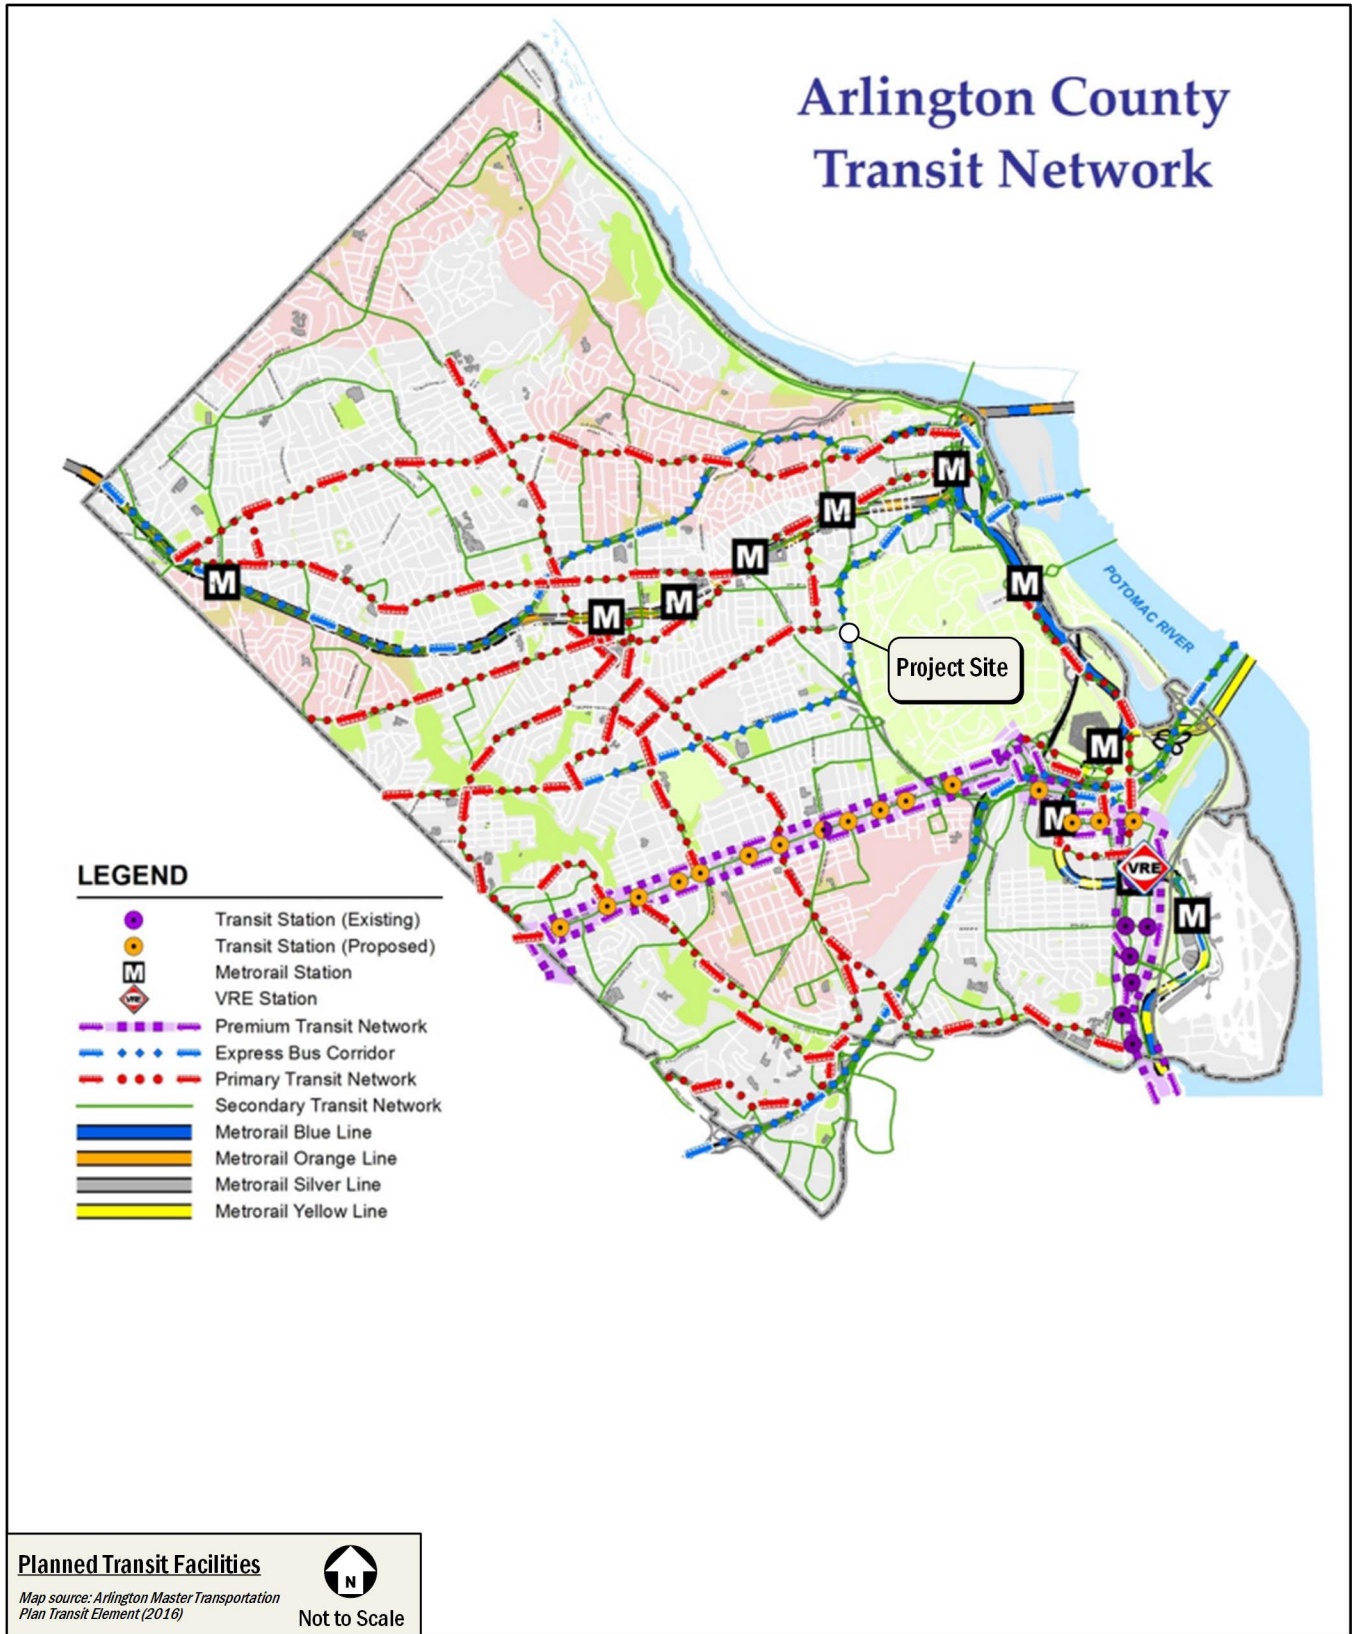 Arlington County
Transit Network
M
M
POTOMAC RIVER
M
M
M
M
M
Project Site
M
M
VRE
M
LEGEND
Transit Station (Existing)
Transit Station (Proposed)
M Metrorail Station
VRE VRE Station
Premium Transit Network
Express Bus Corridor
Primary Transit Network
Secondary Transit Network
Metrorail Blue Line
Metrorail Orange Line
Metrorail Silver Line
Metrorail Yellow Line
Planned Transit Facilities
Map source: Arlington Master Transportation
Plan Transit Element (2016)
N
Not to Scale